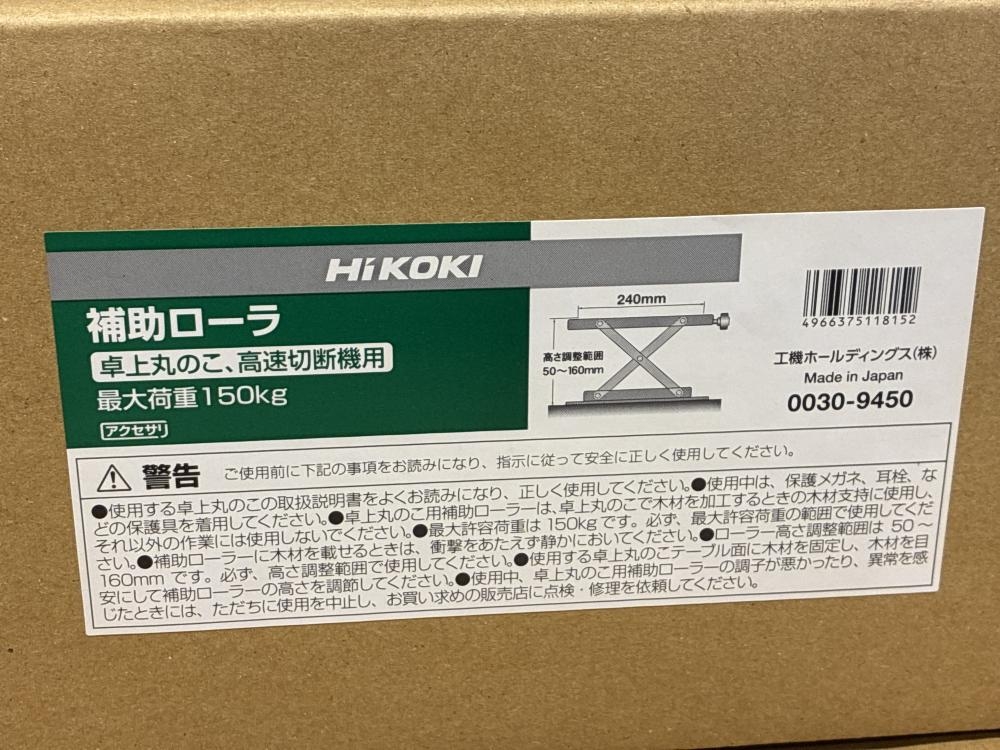 HiKOKI
補助ローラ
卓上丸のこ、高速切断機用
最大荷重150kg
アクセサリ
240mm
高さ調整範囲
50～160mm
4966375118152
工機ホールディングス(株)
Made in Japan
0030-9450
警告 ご使用前に下記の事項をお読みになり、指示に従って安全に正しく使用してください。
●使用する卓上丸のこの取扱説明書をよくお読みになり、正しく使用してください。●使用中は、保護メガネ、耳栓、な
どの保護具を着用してください。●卓上丸のこ用補助ローラーは、卓上丸のこで木材を加工するときの木材支持に使用し、
それ以外の作業には使用しないでください。●最大許容荷重は 150kg です。必ず、最大許容荷重の範囲で使用してくだ
さい。●補助ローラーに木材を載せるときは、衝撃をあたえず静かにおいてください。●ローラー高さ調整範囲は 50 ～
160mm です。必ず、高さ調整範囲で使用してください。●使用する卓上丸のこテーブル面に木材を固定し、木材を目
安にして補助ローラーの高さを調節してください。●使用中、卓上丸のこ用補助ローラーの調子が悪かったり、異常を感
じたときには、ただちに使用を中止し、お買い求めの販売店に点検・修理を依頼してください。